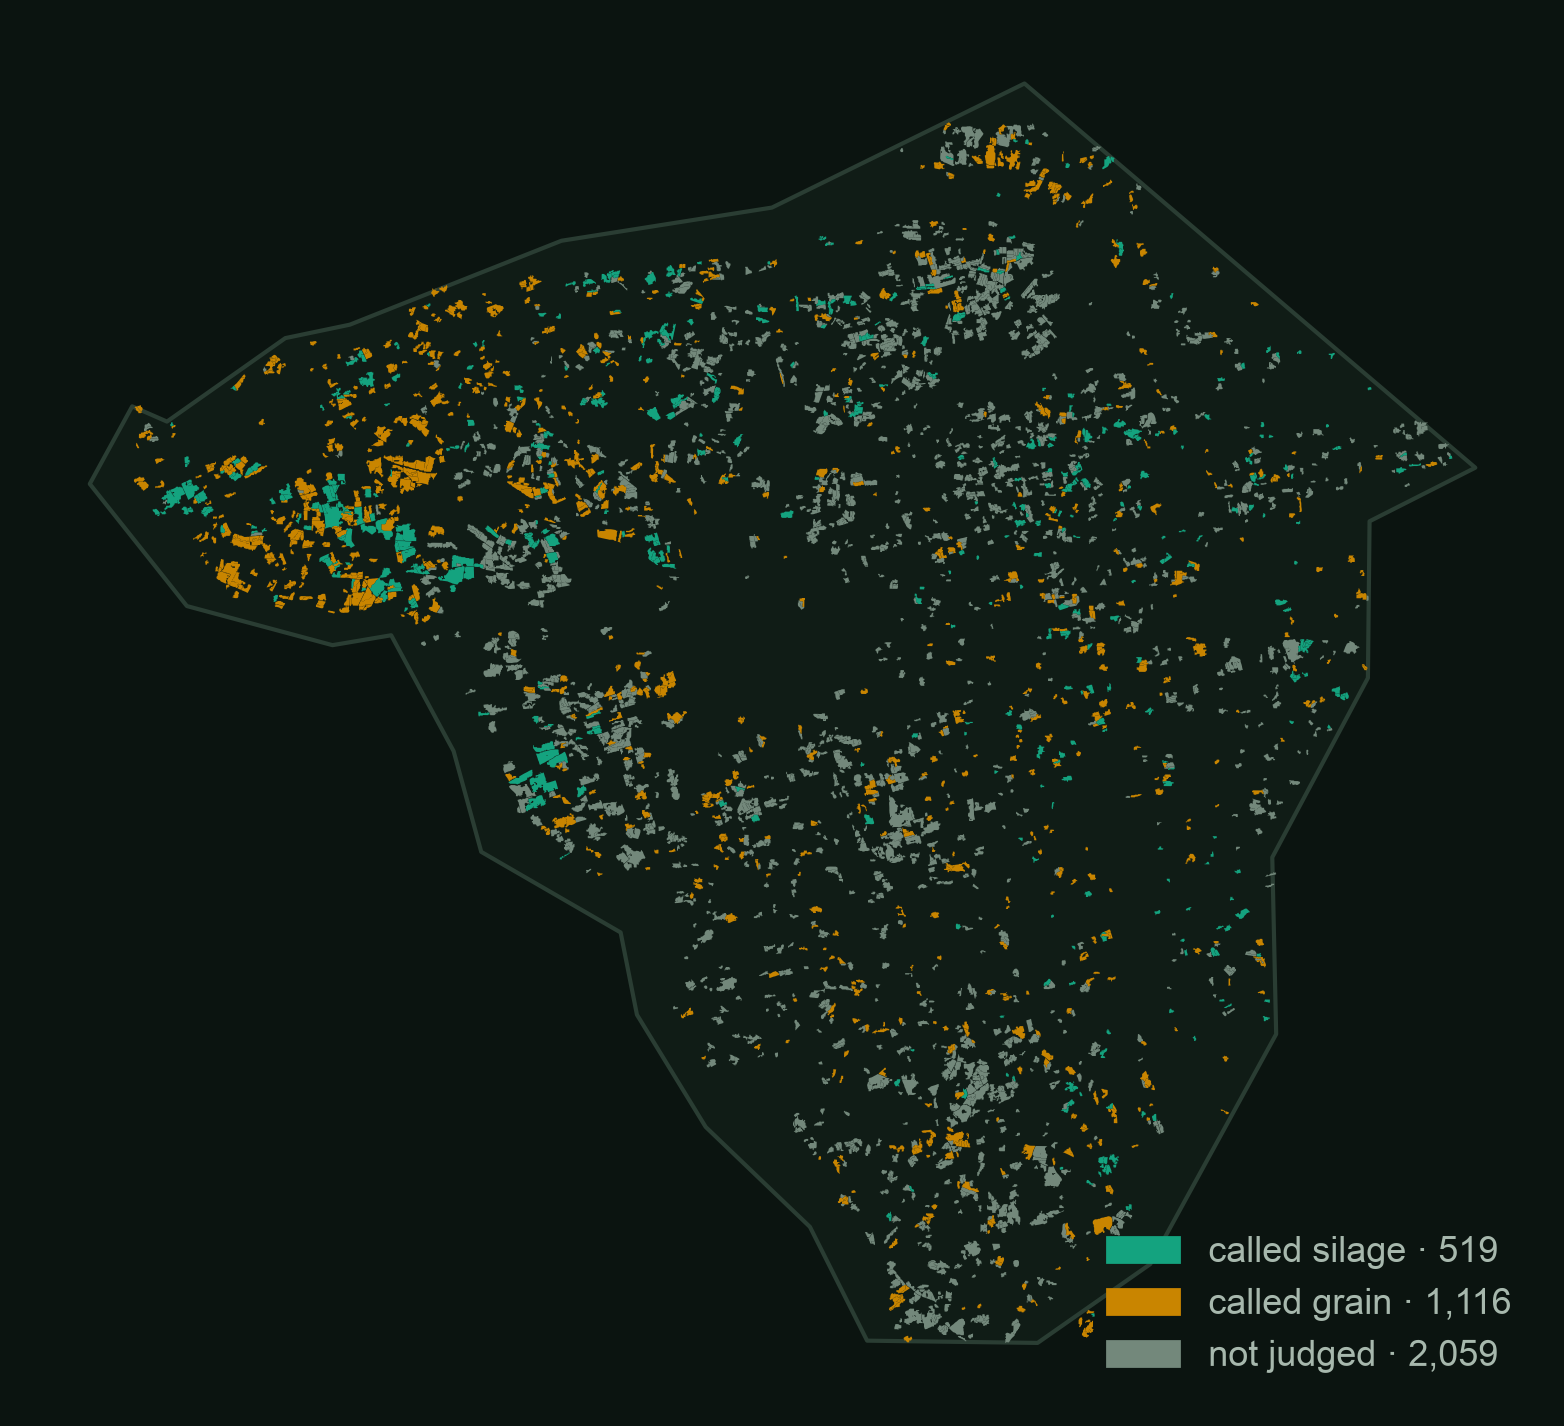 called silage · 519
called grain · 1,116
not judged · 2,059